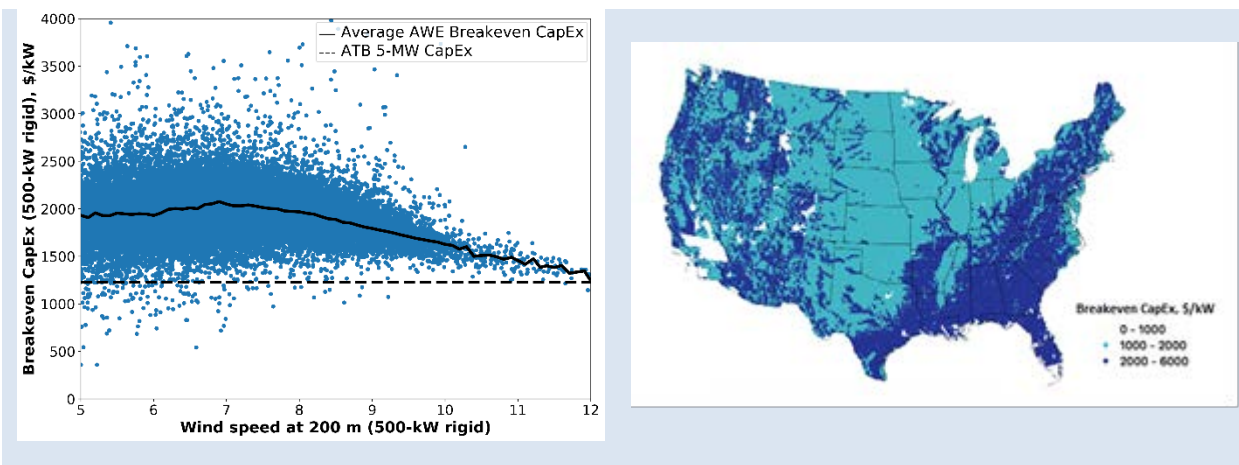 Breakeven CapEx (500-kW rigid), $/kW
4000
3500
3000
2500
2000
1500
1000
500
0
Average AWE Breakeven CapEx
ATB 5-MW CapEx
5 6 7 8 9 10 11 12
Wind speed at 200 m (500-kW rigid)
Breakeven CapEx, $/kW
0 - 1000
1000 - 2000
2000 - 6000